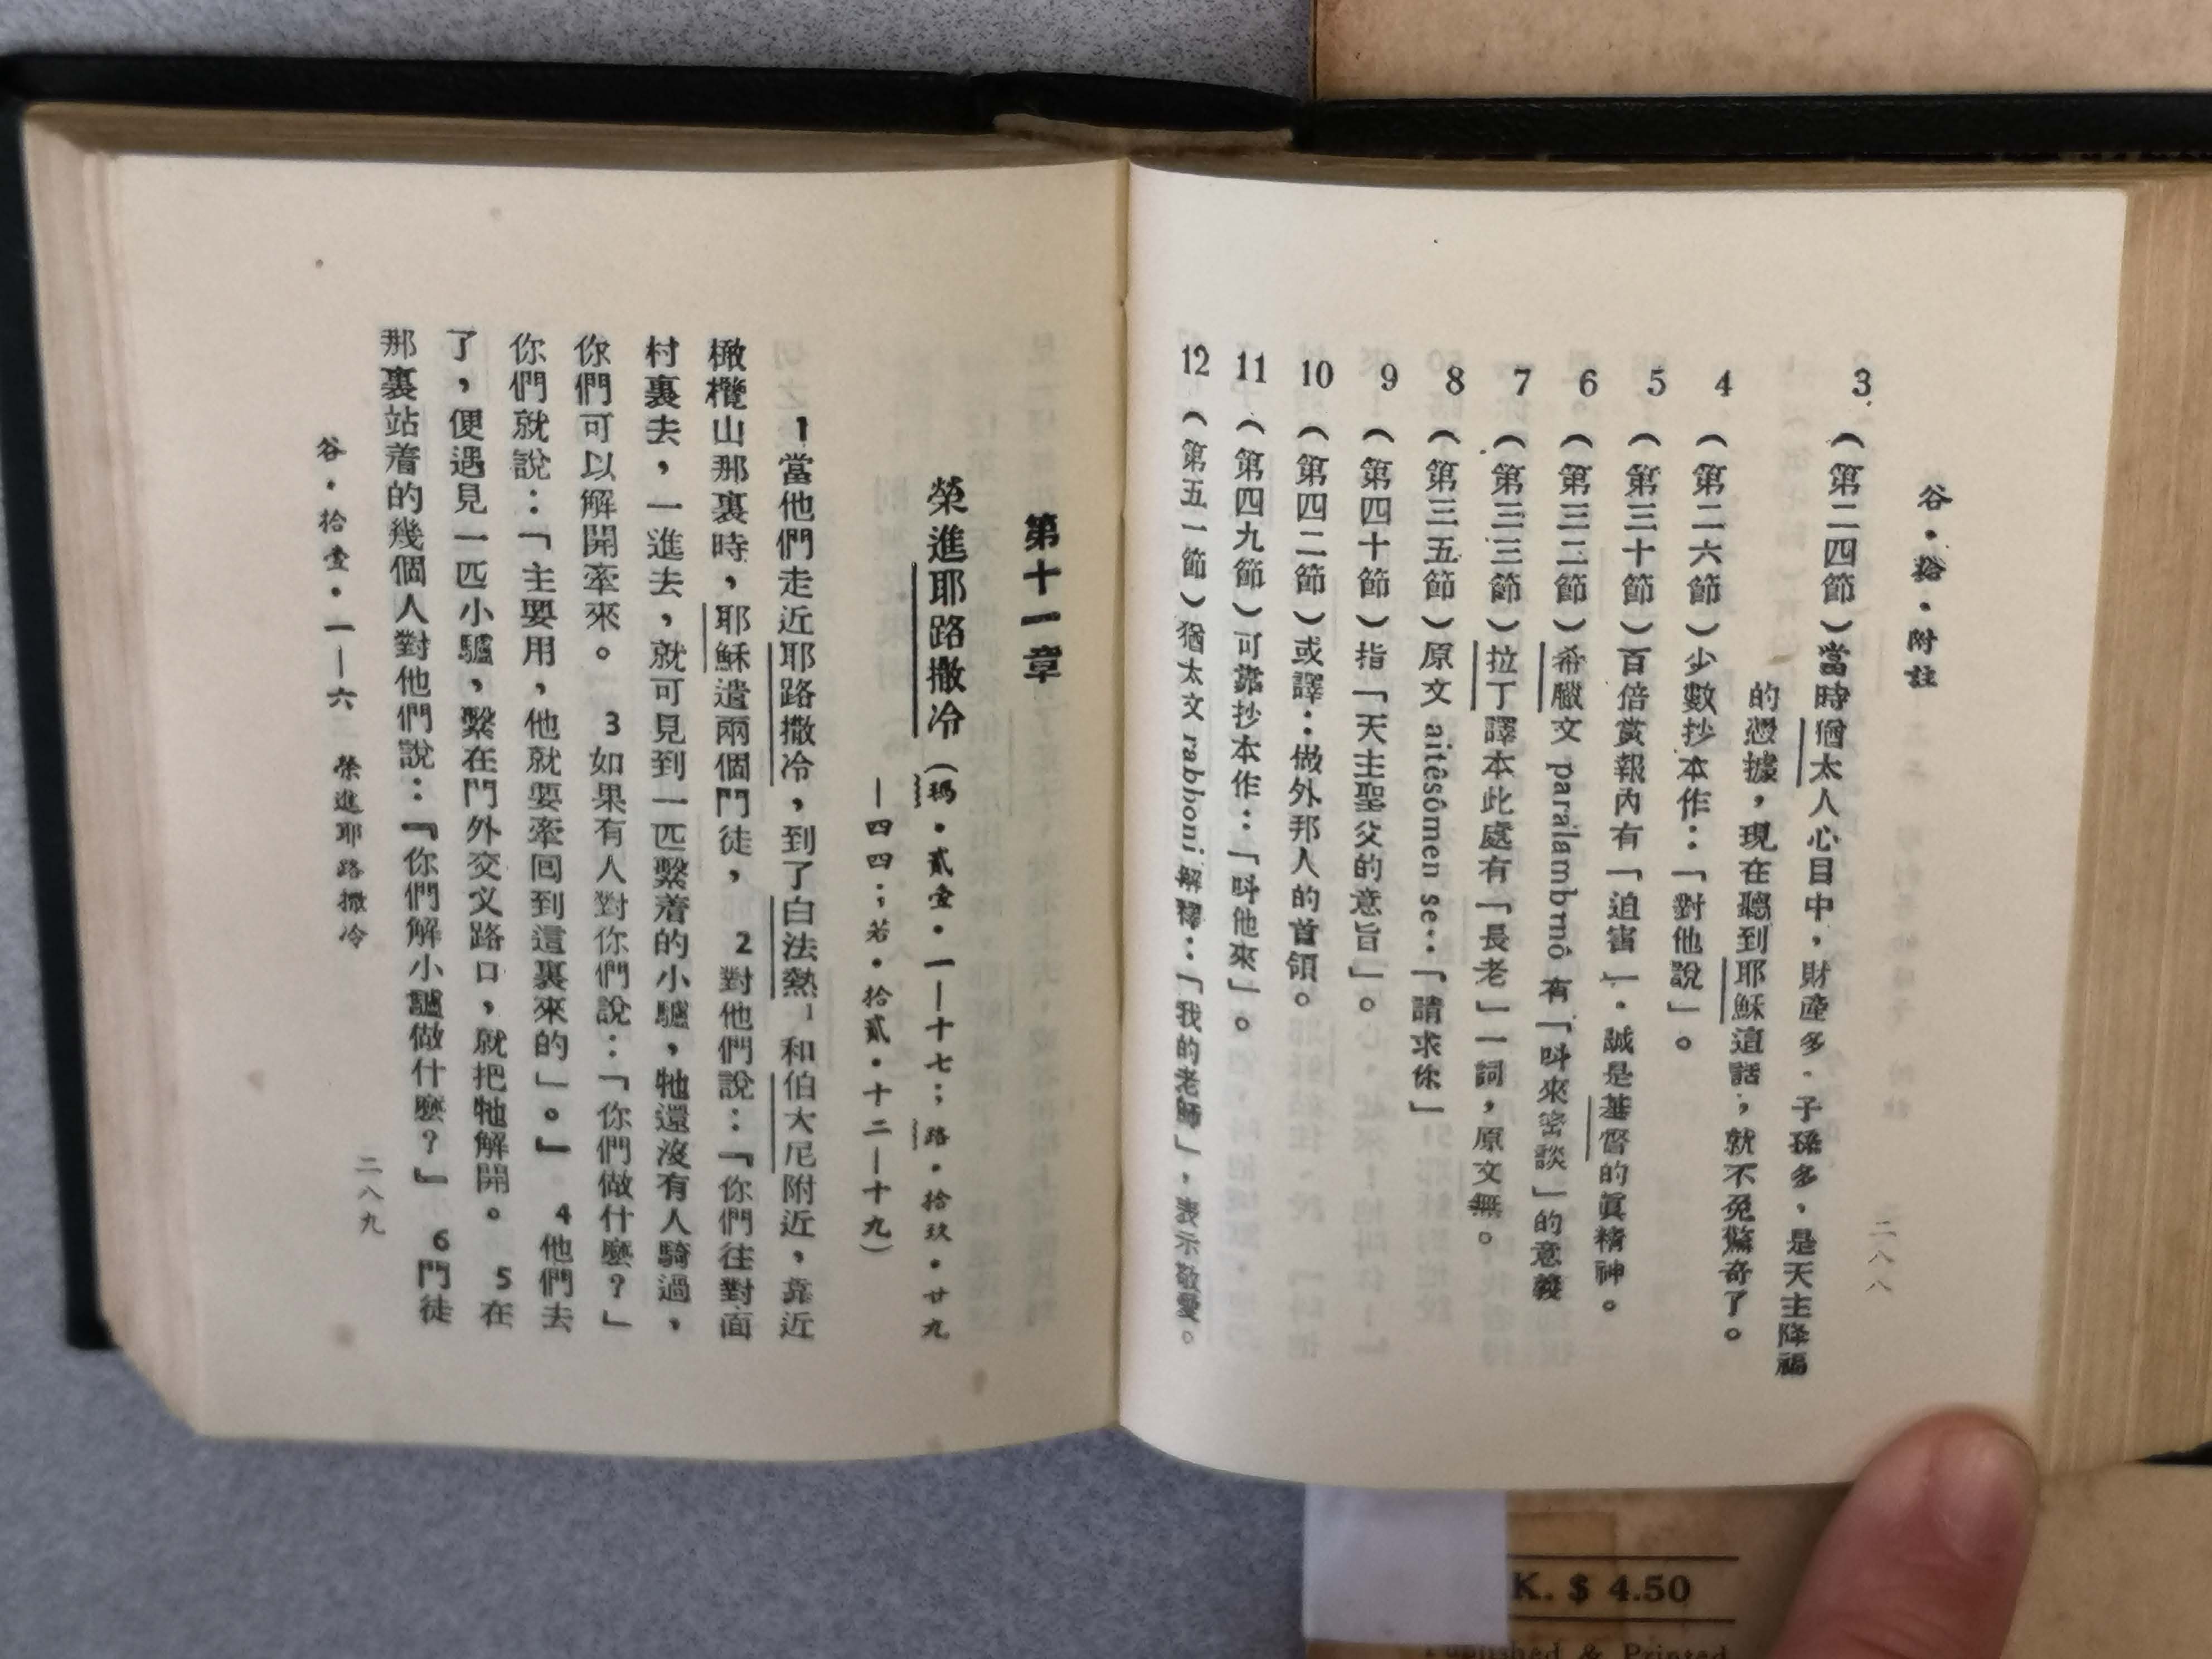 谷．拾．附註
二八八
3（第二四節）當時猶太人心目中，財產多．子孫多，是天主降福
的憑據，現在聽到耶穌這話，就不免驚奇了。
4（第二六節）少數抄本作：「對他說」。
5（第三十節）百倍賞報內有「迫害」．誠是基督的眞精神。
6（第三二節）希臘文 parailambrnô 有「呌來密談」的意義
7（第三三節）拉丁譯本此處有「長老」一詞，原文無。
8（第三五節）原文 aitêsômen se：「請求你」
9（第四十節）指「天主聖父的意旨」。
10（第四二節）或譯：做外邦人的首領。
11（第四九節）可靠抄本作：「呌他來」。
12（第五一節）猶太文 rabboni 解釋：「我的老師」，表示敬愛。
第十一章
榮進耶路撒冷（瑪．貳壹．一—十七；路．拾玖．廿九
—四四；若．拾貳．十二—十九）
1當他們走近耶路撒冷，到了白法熱1和伯大尼附近，靠近
橄欖山那裏時，耶穌遣兩個門徒，2對他們說：『你們往對面
村裏去，一進去，就可見到一匹繫着的小驢，牠還沒有人騎過，
你們可以解開牽來。3如果有人對你們說：「你們做什麽？」
你們就說：「主要用，他就要牽囘到這裏來的」。』4他們去
了，便遇見一匹小驢，繫在門外交义路口，就把牠解開。5在
那裏站着的幾個人對他們說：『你們解小驢做什麽？』6門徒
谷．拾壹．一—六 榮進耶路撒冷
二八九
K. $ 4.50
Published & Printed